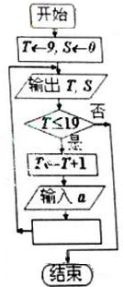 开始
T←9, S←0
输出 T, S
T≤19
否
是
T←T+1
输入 a
结束